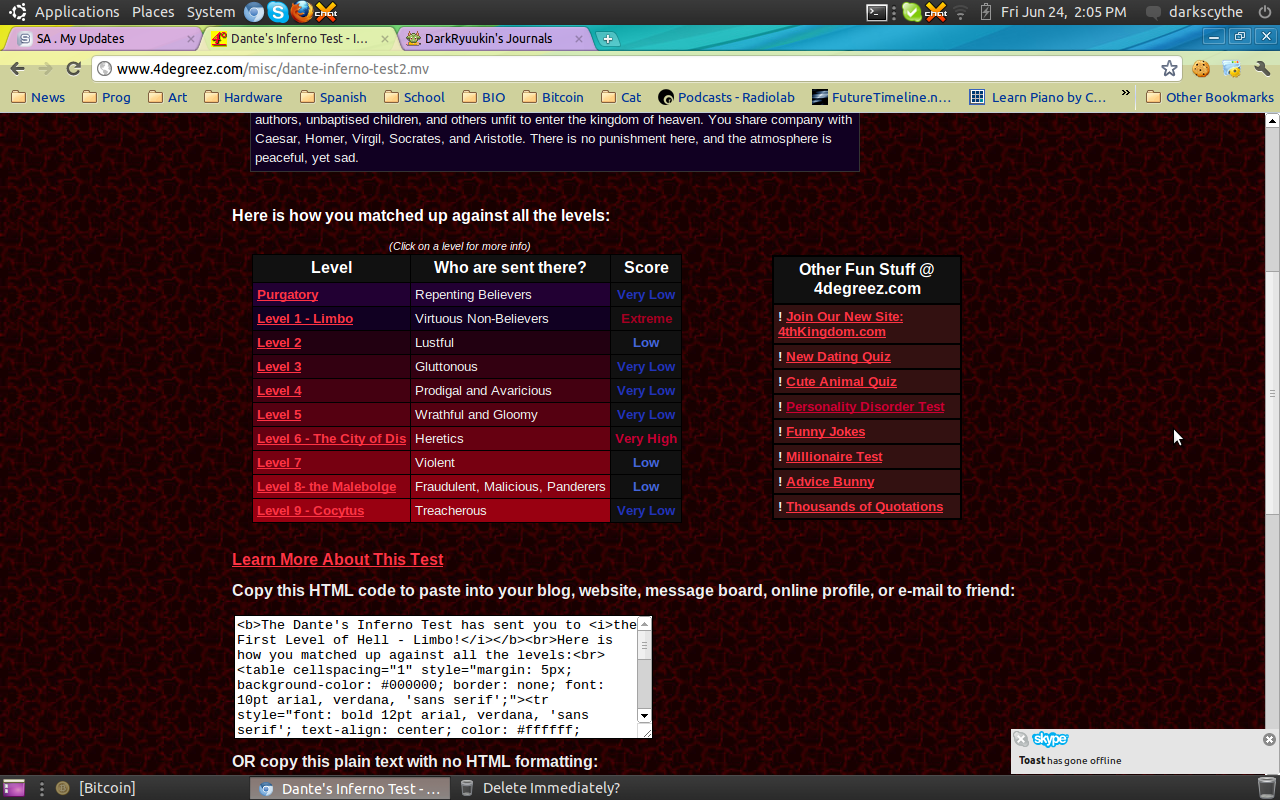 Applications Places System chat chat Fri Jun 24, 2:05 PM darkscythe
SA . My Updates Dante's Inferno Test - I... DarkRyuukin's Journals
www.4degreez.com/misc/dante-inferno-test2.mv
News Prog Art Hardware Spanish School BIO Bitcoin Cat Podcasts - Radiolab FutureTimeline.n... Learn Piano by C... » Other Bookmarks
authors, unbaptised children, and others unfit to enter the kingdom of heaven. You share company with
Caesar, Homer, Virgil, Socrates, and Aristotle. There is no punishment here, and the atmosphere is
peaceful, yet sad.
Here is how you matched up against all the levels:
(Click on a level for more info)
Level Who are sent there? Score
Purgatory Repenting Believers Very Low
Level 1 - Limbo Virtuous Non-Believers Extreme
Level 2 Lustful Low
Level 3 Gluttonous Very Low
Level 4 Prodigal and Avaricious Very Low
Level 5 Wrathful and Gloomy Very Low
Level 6 - The City of Dis Heretics Very High
Level 7 Violent Low
Level 8- the Malebolge Fraudulent, Malicious, Panderers Low
Level 9 - Cocytus Treacherous Very Low
Other Fun Stuff @
4degreez.com
! Join Our New Site:
4thKingdom.com
! New Dating Quiz
! Cute Animal Quiz
! Personality Disorder Test
! Funny Jokes
! Millionaire Test
! Advice Bunny
! Thousands of Quotations
Learn More About This Test
Copy this HTML code to paste into your blog, website, message board, online profile, or e-mail to friend:
<b>The Dante's Inferno Test has sent you to <i>the
First Level of Hell - Limbo!</i></b><br>Here is
how you matched up against all the levels:<br>
<table cellspacing="1" style="margin: 5px;
background-color: #000000; border: none; font:
10pt arial, verdana, 'sans serif';"><tr
style="font: bold 12pt arial, verdana, 'sans
serif'; text-align: center; color: #ffffff;
OR copy this plain text with no HTML formatting:
skype
Toast has gone offline
[Bitcoin] Dante's Inferno Test - ... Delete Immediately?